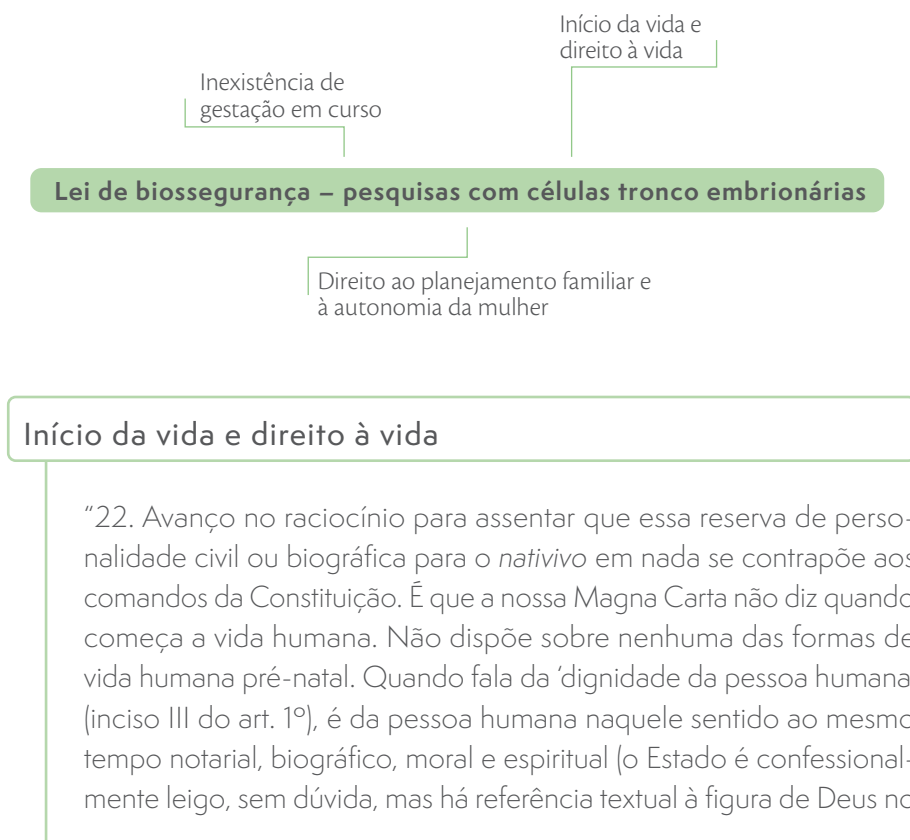 Início da vida e
direito à vida
Inexistência de
gestação em curso
Lei de biossegurança – pesquisas com células tronco embrionárias
Direito ao planejamento familiar e
à autonomia da mulher
Início da vida e direito à vida
“22. Avanço no raciocínio para assentar que essa reserva de perso-
nalidade civil ou biográfica para o nativivo em nada se contrapõe aos
comandos da Constituição. É que a nossa Magna Carta não diz quando
começa a vida humana. Não dispõe sobre nenhuma das formas de
vida humana pré-natal. Quando fala da ‘dignidade da pessoa humana
(inciso III do art. 1º), é da pessoa humana naquele sentido ao mesmo
tempo notarial, biográfico, moral e espiritual (o Estado é confessional-
mente leigo, sem dúvida, mas há referência textual à figura de Deus no